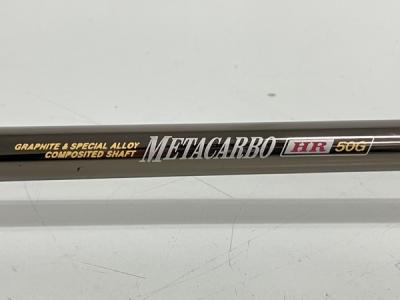 GRAPHITE & SPECIAL ALLOY
COMPOSITED SHAFT
METACARBO HR 50G